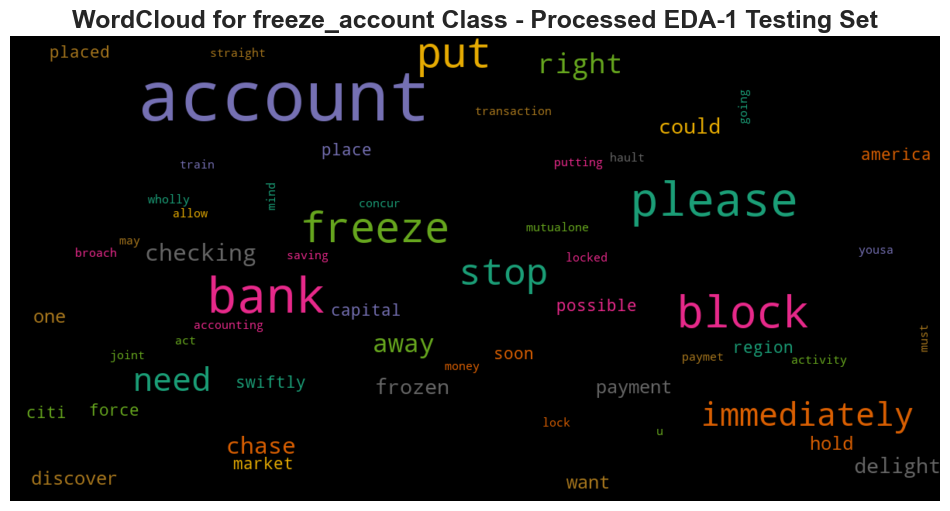 WordCloud for freeze_account Class - Processed EDA-1 Testing Set
placed straight put right
account transaction going
could
place putting hault america
train
wholly mind concur please
allow freeze mutualone
may checking saving stop locked yousa
broach
bank capital possible block
one accounting must
act away soon region
joint money paymet activity
need swiftly frozen payment
citi force lock u immediately
chase hold
market delight
discover want